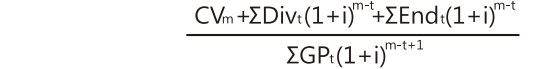 CVₘ+ΣDivₜ(1+i)^(m-t)+ΣEndₜ(1+i)^(m-t)
ΣGPₜ(1+i)^(m-t+1)